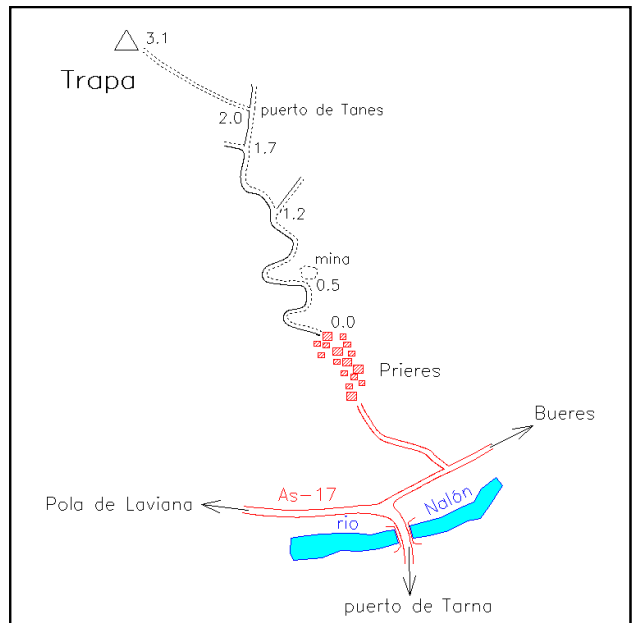 3.1
Trapa
puerto de Tanes
2.0
1.7
1.2
mina
0.5
0.0
Prieres
Bueres
As-17
Pola de Laviana
rio
Nalón
puerto de Tarna